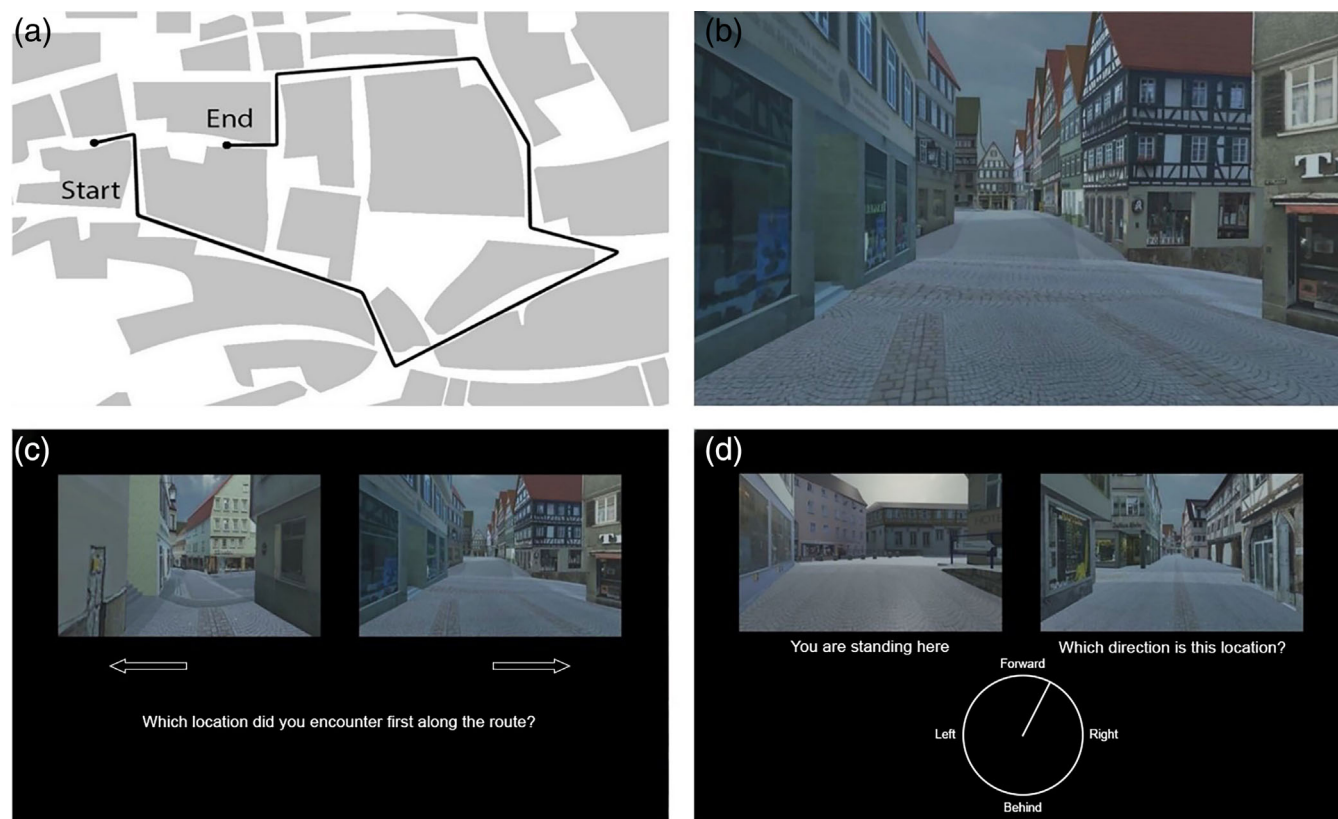 (a)
End
Start
(b)
(c)
Which location did you encounter first along the route?
(d)
You are standing here
Which direction is this location?
Forward
Left
Right
Behind